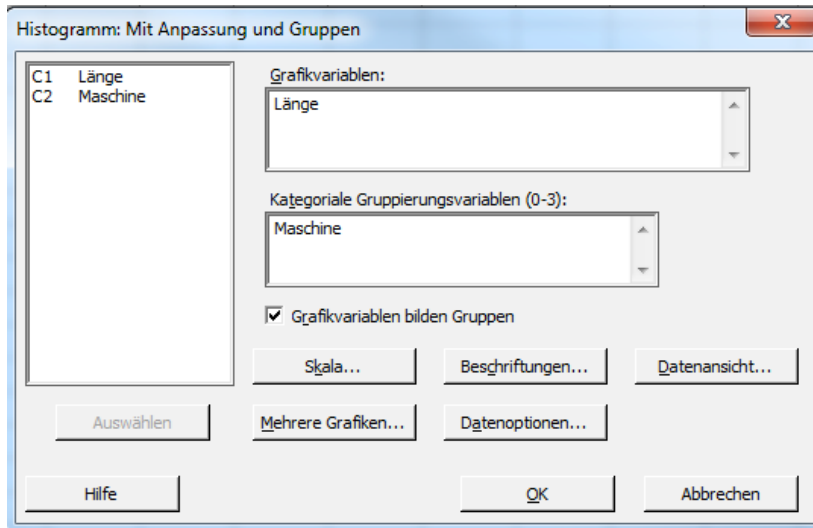 Histogramm: Mit Anpassung und Gruppen
C1 Länge
C2 Maschine
Grafikvariablen:
Länge
Kategoriale Gruppierungsvariablen (0-3):
Maschine
Grafikvariablen bilden Gruppen
Skala...
Beschriftungen...
Datenansicht...
Auswählen
Mehrere Grafiken...
Datenoptionen...
Hilfe
OK
Abbrechen